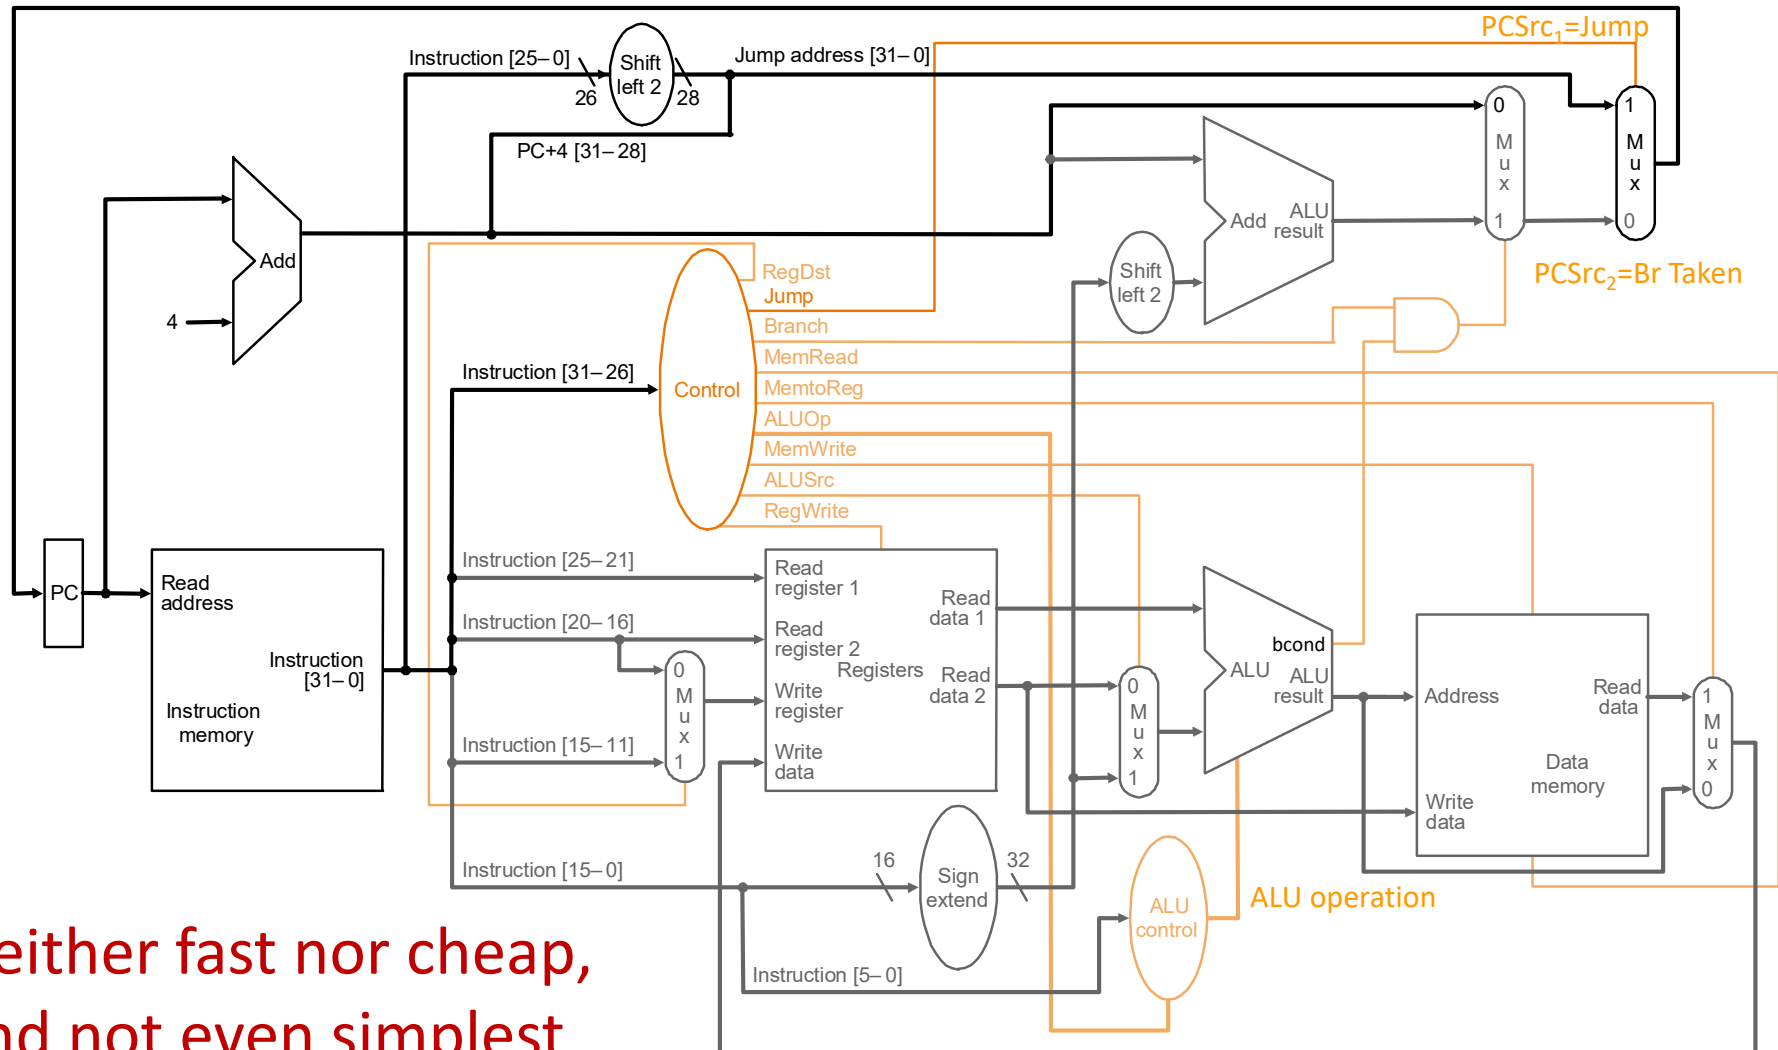 PCSrc1=Jump
Instruction [25–0]
Shift
left 2
Jump address [31–0]
26
28
PC+4 [31–28]
0
M
u
x
1
1
M
u
x
0
Add
ALU
result
Add
4
Shift
left 2
PCSrc2=Br Taken
RegDst
Jump
Branch
MemRead
MemtoReg
ALUOp
MemWrite
ALUSrc
RegWrite
Instruction [31–26]
Control
PC
Read
address
Instruction
[31–0]
Instruction
memory
Instruction [25–21]
Instruction [20–16]
Instruction [15–11]
Instruction [15–0]
0
M
u
x
1
Read
register 1
Read
register 2
Write
register
Write
data
Registers
Read
data 1
Read
data 2
0
M
u
x
1
bcond
ALU
ALU
result
Address
Read
data
Data
memory
Write
data
1
M
u
x
0
16
Sign
extend
32
ALU
control
ALU operation
Instruction [5–0]
either fast nor cheap,
nd not even simplest